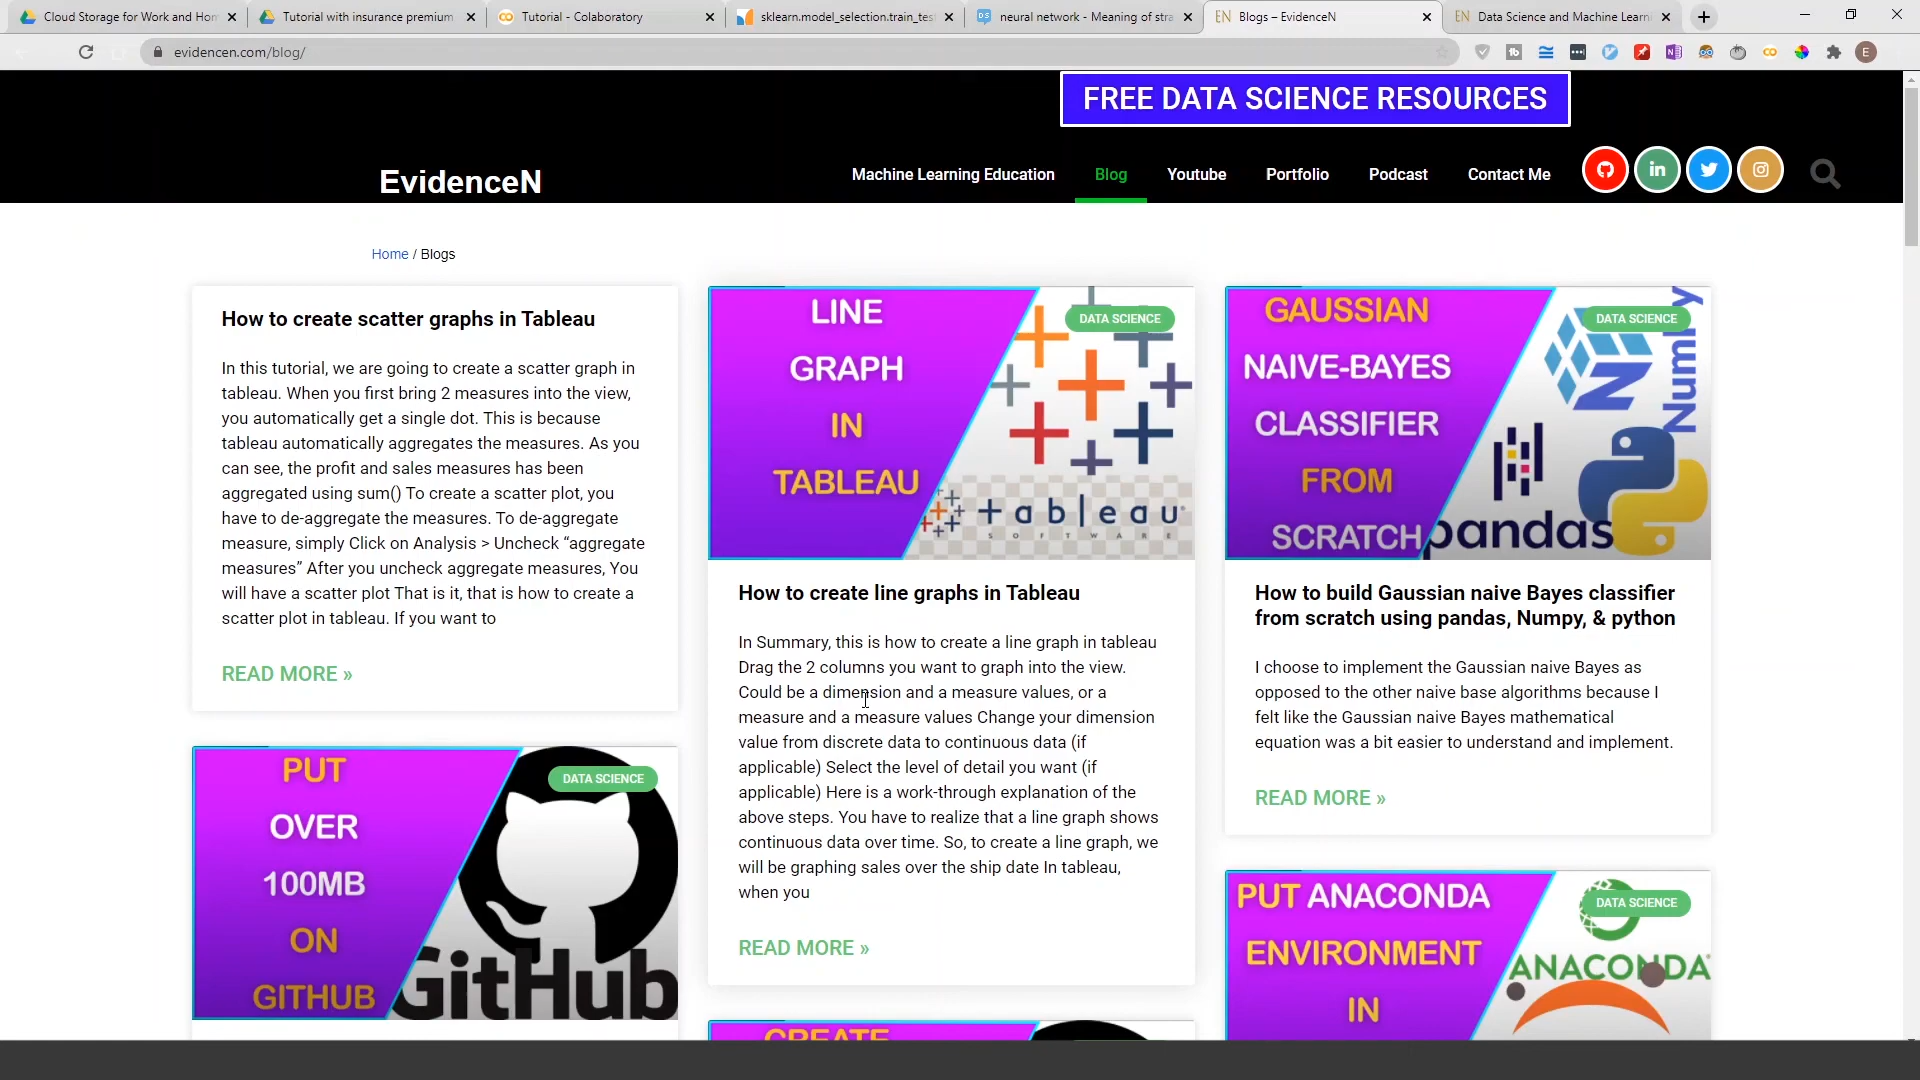 Cloud Storage for Work and Hom
Tutorial with insurance premium
Tutorial - Colaboratory
sklearn.model_selection.train_tes
neural network - Meaning of stra
EN Blogs – EvidenceN
EN Data Science and Machine Learni
evidencen.com/blog/
FREE DATA SCIENCE RESOURCES
EvidenceN
Machine Learning Education
Blog
Youtube
Portfolio
Podcast
Contact Me
Home / Blogs
How to create scatter graphs in Tableau
In this tutorial, we are going to create a scatter graph in
tableau. When you first bring 2 measures into the view,
you automatically get a single dot. This is because
tableau automatically aggregates the measures. As you
can see, the profit and sales measures has been
aggregated using sum() To create a scatter plot, you
have to de-aggregate the measures. To de-aggregate
measure, simply Click on Analysis > Uncheck “aggregate
measures” After you uncheck aggregate measures, You
will have a scatter plot That is it, that is how to create a
scatter plot in tableau. If you want to
READ MORE »
PUT
OVER
100MB
ON
GITHUB
DATA SCIENCE
GitHub
LINE
GRAPH
IN
TABLEAU
DATA SCIENCE
+ableau
SOFTWARE
How to create line graphs in Tableau
In Summary, this is how to create a line graph in tableau
Drag the 2 columns you want to graph into the view.
Could be a dimension and a measure values, or a
measure and a measure values Change your dimension
value from discrete data to continuous data (if
applicable) Select the level of detail you want (if
applicable) Here is a work-through explanation of the
above steps. You have to realize that a line graph shows
continuous data over time. So, to create a line graph, we
will be graphing sales over the ship date In tableau,
when you
READ MORE »
CREATE
GAUSSIAN
NAIVE-BAYES
CLASSIFIER
FROM
SCRATCH
DATA SCIENCE
NumPy
pandas
How to build Gaussian naive Bayes classifier
from scratch using pandas, Numpy, & python
I choose to implement the Gaussian naive Bayes as
opposed to the other naive base algorithms because I
felt like the Gaussian naive Bayes mathematical
equation was a bit easier to understand and implement.
READ MORE »
PUT ANACONDA
ENVIRONMENT
IN
DATA SCIENCE
ANACONDA